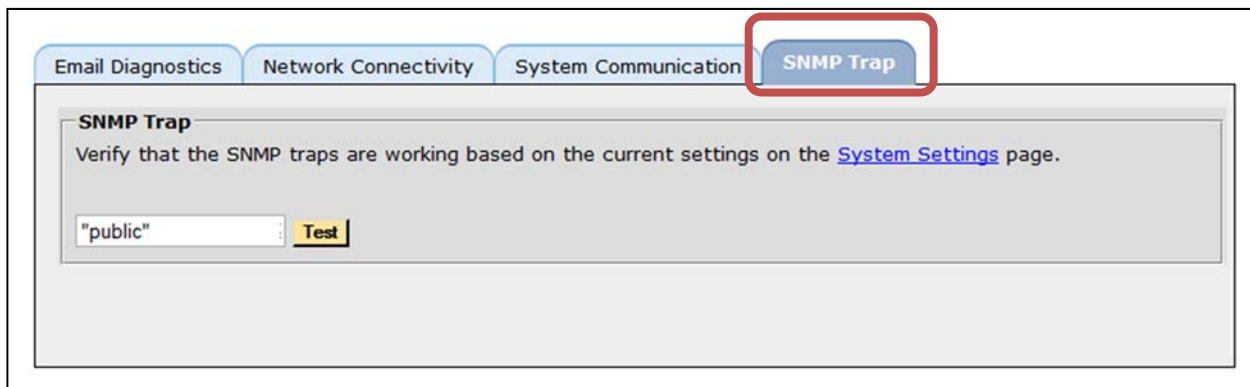 Email Diagnostics Network Connectivity System Communication SNMP Trap
SNMP Trap
Verify that the SNMP traps are working based on the current settings on the System Settings page.
"public" Test